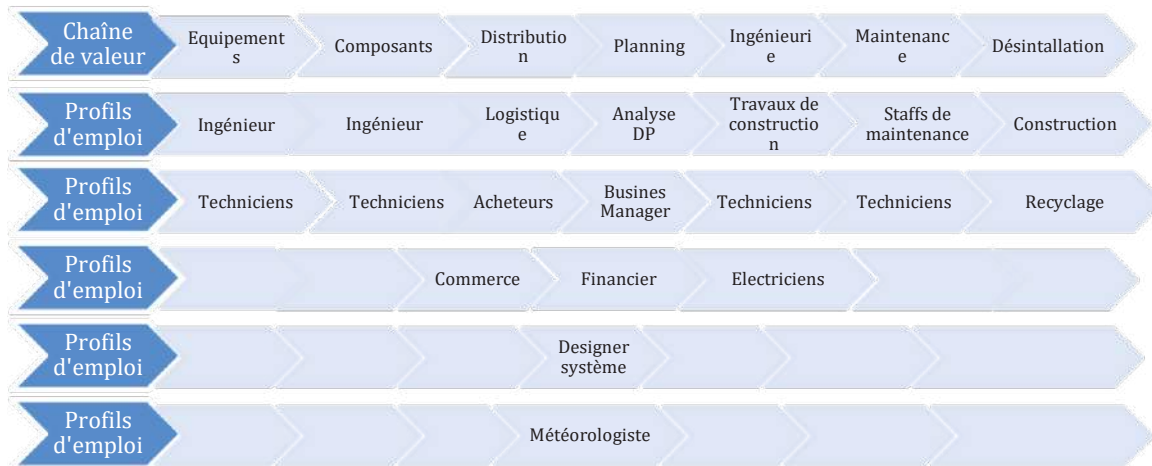 Chaîne
de valeur
Equipement
s
Composants
Distributio
n
Planning
Ingénieuri
e
Maintenanc
e
Désintallation
Profils
d'emploi
Ingénieur
Ingénieur
Logistiqu
e
Analyse
DP
Travaux de
constructio
n
Staffs de
maintenance
Construction
Profils
d'emploi
Techniciens
Techniciens
Acheteurs
Busines
Manager
Techniciens
Techniciens
Recyclage
Profils
d'emploi
Commerce
Financier
Electriciens
Profils
d'emploi
Designer
système
Profils
d'emploi
Météorologiste